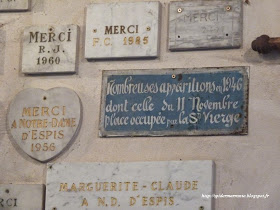 MERCI
R.J.
1960
MERCI
F.C. 1985
MERCI
Nombreuses apparitions en 1946
dont celle du 11 Novembre
Place occupée par la Ste Vierge
MERCI
A NOTRE-DAME
D'ESPIS
1956
MARGUERITE-CLAUDE
A N.D. D'ESPIS.